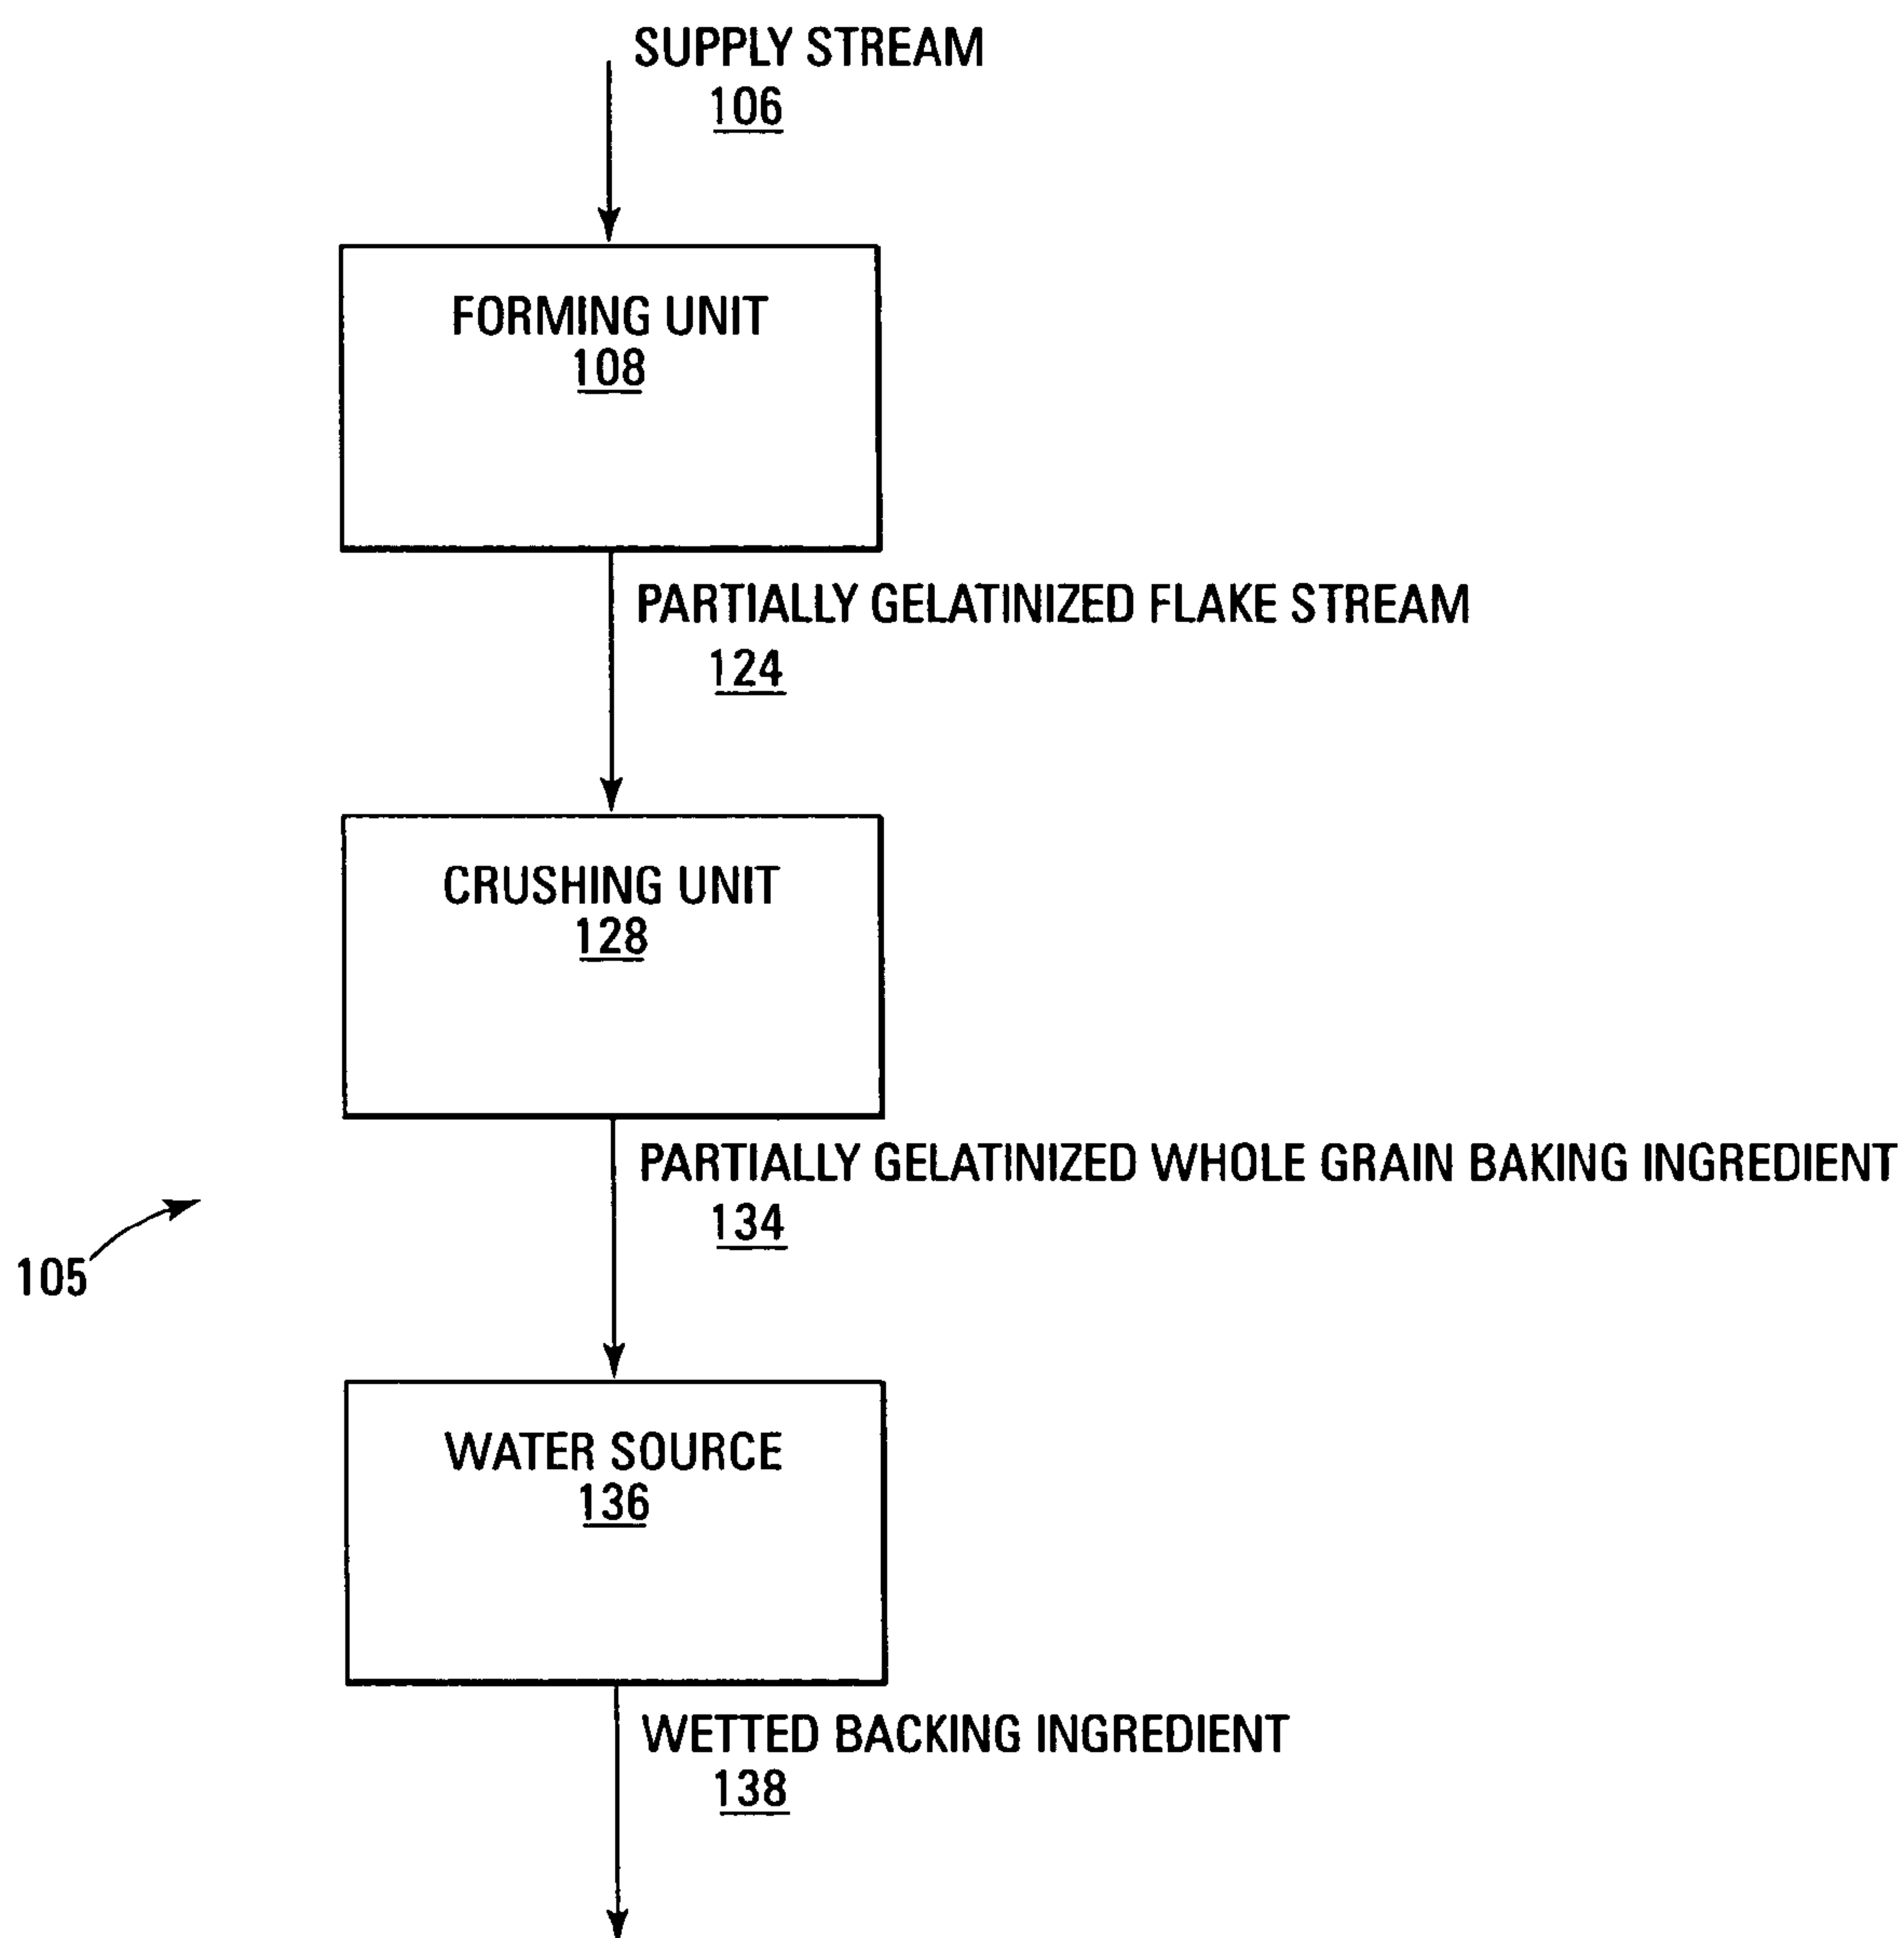 SUPPLY STREAM
106
FORMING UNIT
108
PARTIALLY GELATINIZED FLAKE STREAM
124
CRUSHING UNIT
128
PARTIALLY GELATINIZED WHOLE GRAIN BAKING INGREDIENT
134
105
WATER SOURCE
136
WETTED BACKING INGREDIENT
138